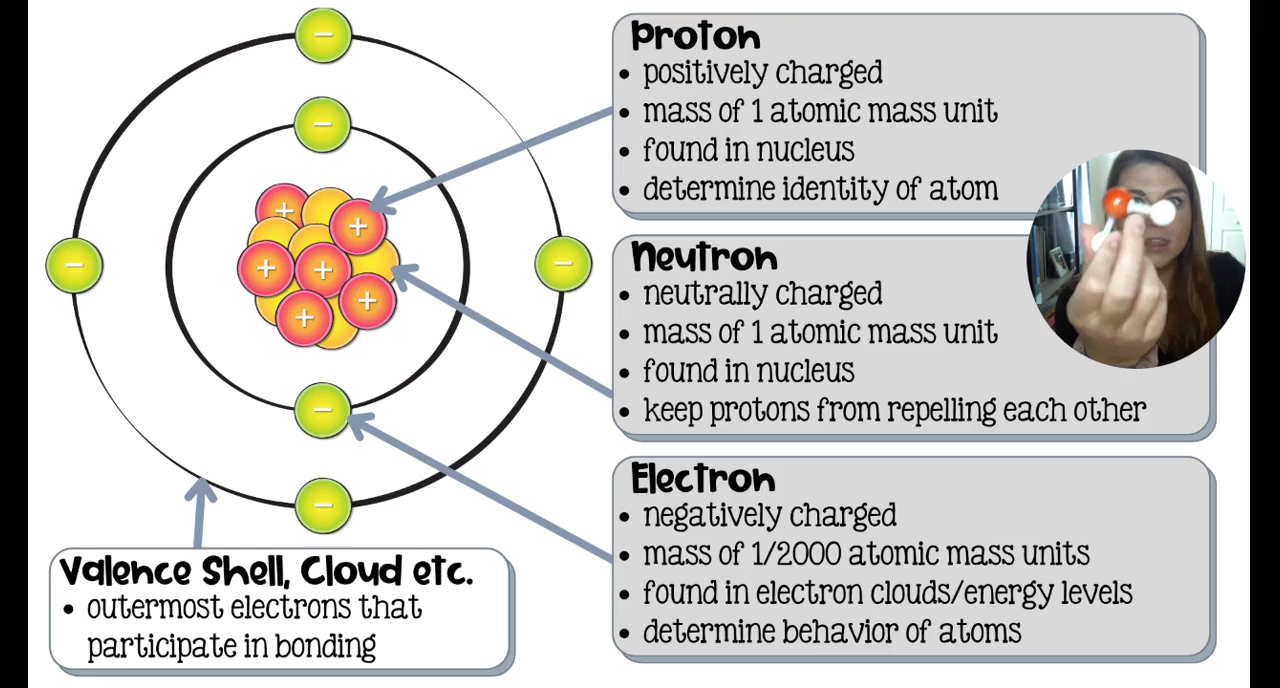 Proton
• positively charged
• mass of 1 atomic mass unit
• found in nucleus
• determine identity of atom
Neutron
• neutrally charged
• mass of 1 atomic mass unit
• found in nucleus
• keep protons from repelling each other
Electron
• negatively charged
• mass of 1/2000 atomic mass units
• found in electron clouds/energy levels
• determine behavior of atoms
Valence Shell, Cloud etc.
• outermost electrons that
participate in bonding
−
−
−
−
−
−
+
+
+
+
+
+